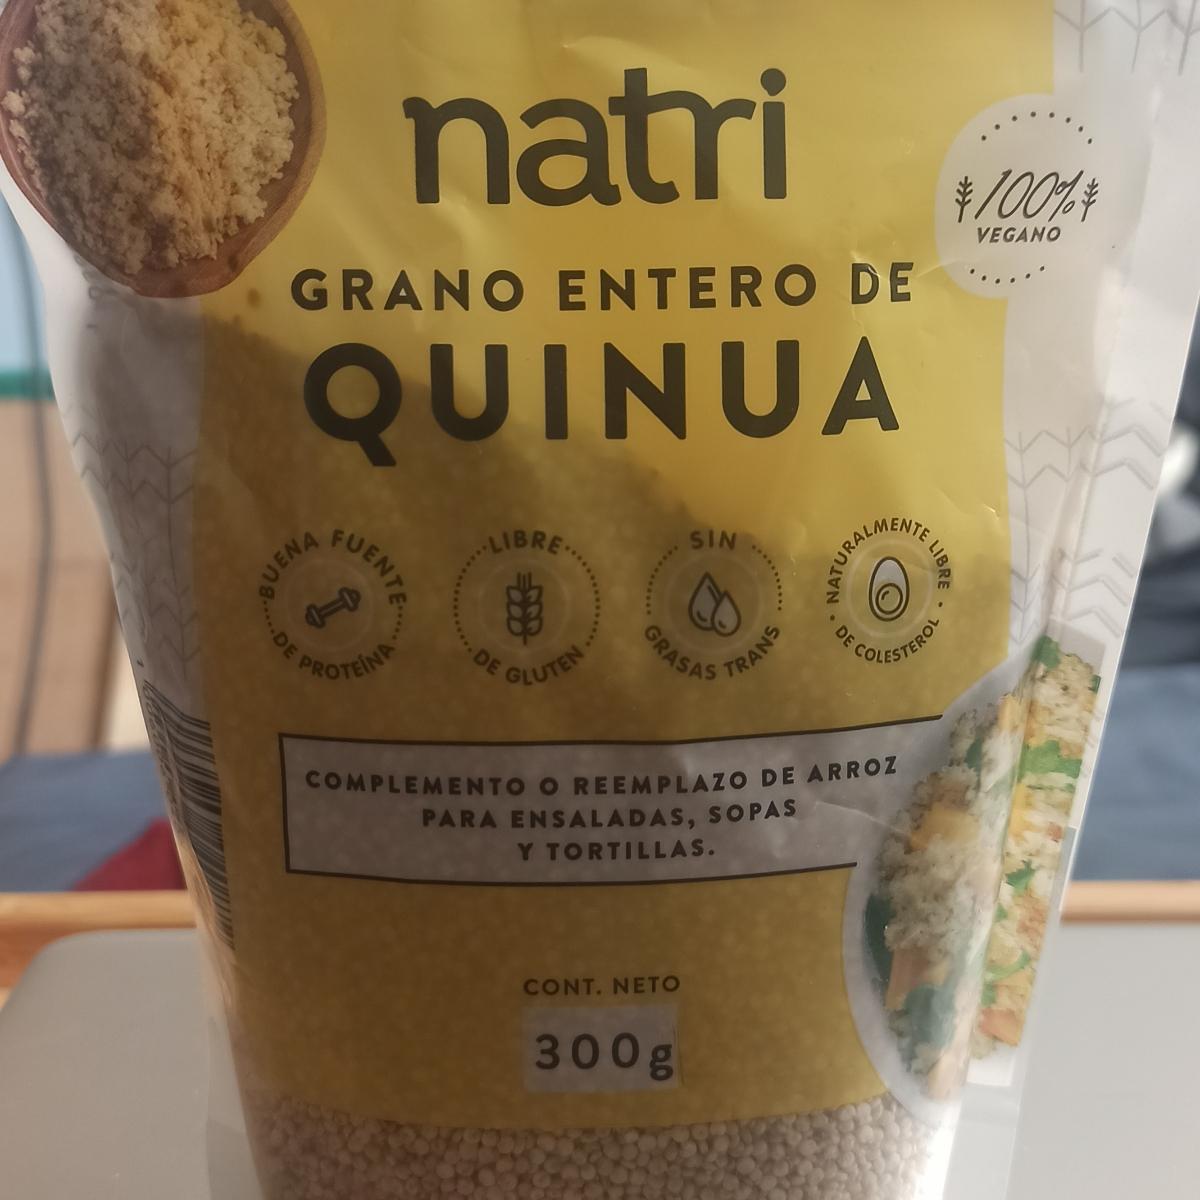 natri
100%
VEGANO
GRANO ENTERO DE
QUINUA
BUENA FUENTE
DE PROTEÍNA
LIBRE
DE GLUTEN
SIN
GRASAS TRANS
NATURALMENTE LIBRE
DE COLESTEROL
COMPLEMENTO O REEMPLAZO DE ARROZ
PARA ENSALADAS, SOPAS
Y TORTILLAS.
CONT. NETO
300g